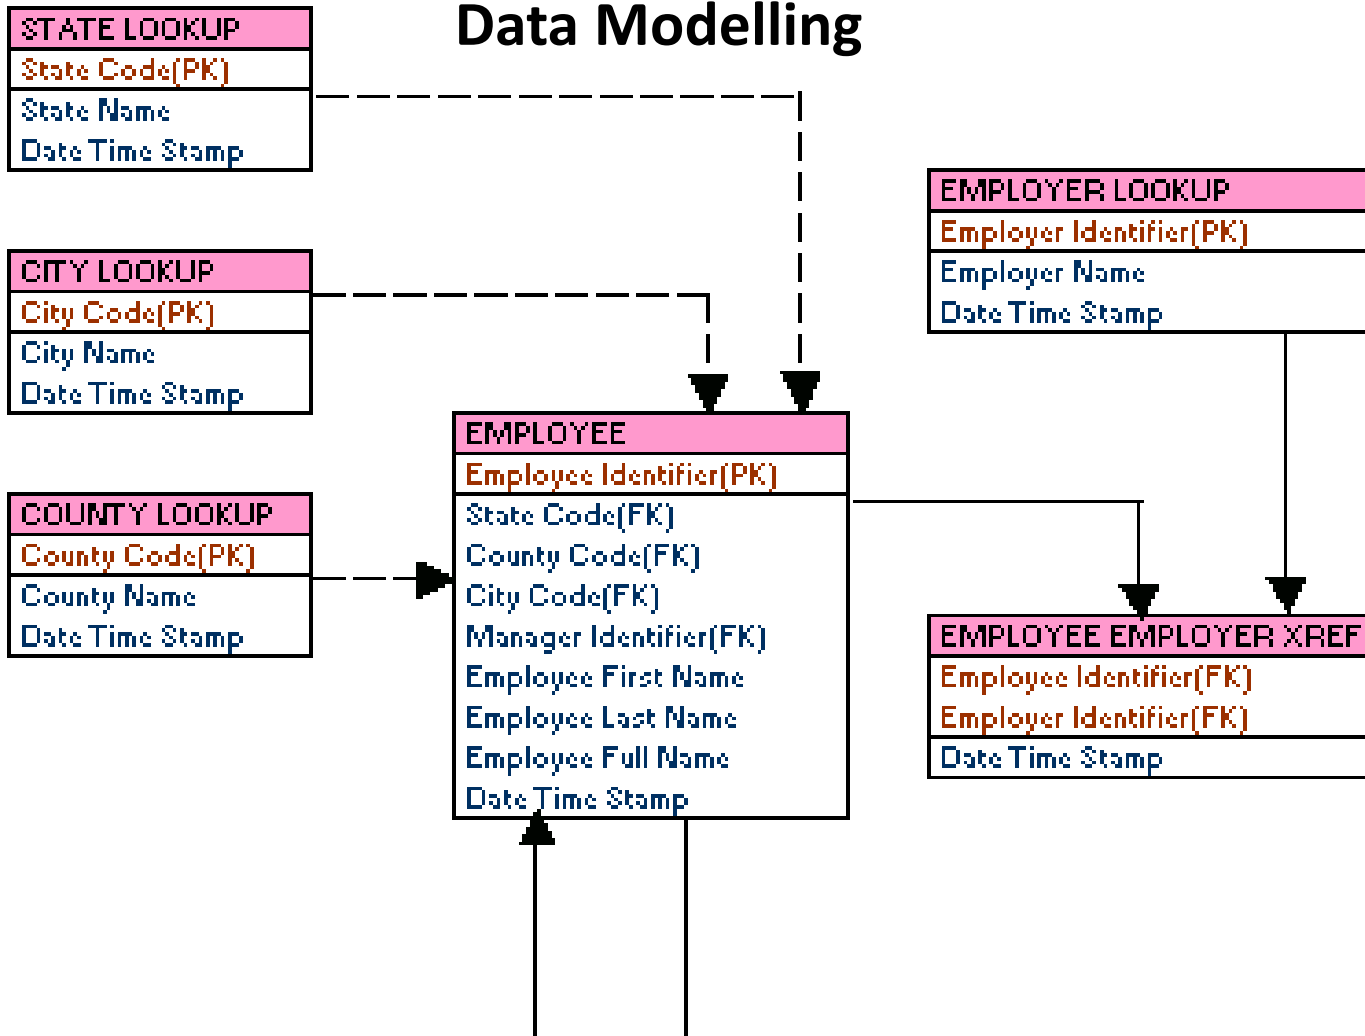 Data Modelling
STATE LOOKUP
State Code(PK)
State Name
Date Time Stamp
CITY LOOKUP
City Code(PK)
City Name
Date Time Stamp
COUNTY LOOKUP
County Code(PK)
County Name
Date Time Stamp
EMPLOYEE
Employee Identifier(PK)
State Code(FK)
County Code(FK)
City Code(FK)
Manager Identifier(FK)
Employee First Name
Employee Last Name
Employee Full Name
Date Time Stamp
EMPLOYER LOOKUP
Employer Identifier(PK)
Employer Name
Date Time Stamp
EMPLOYEE EMPLOYER XREF
Employee Identifier(FK)
Employer Identifier(FK)
Date Time Stamp